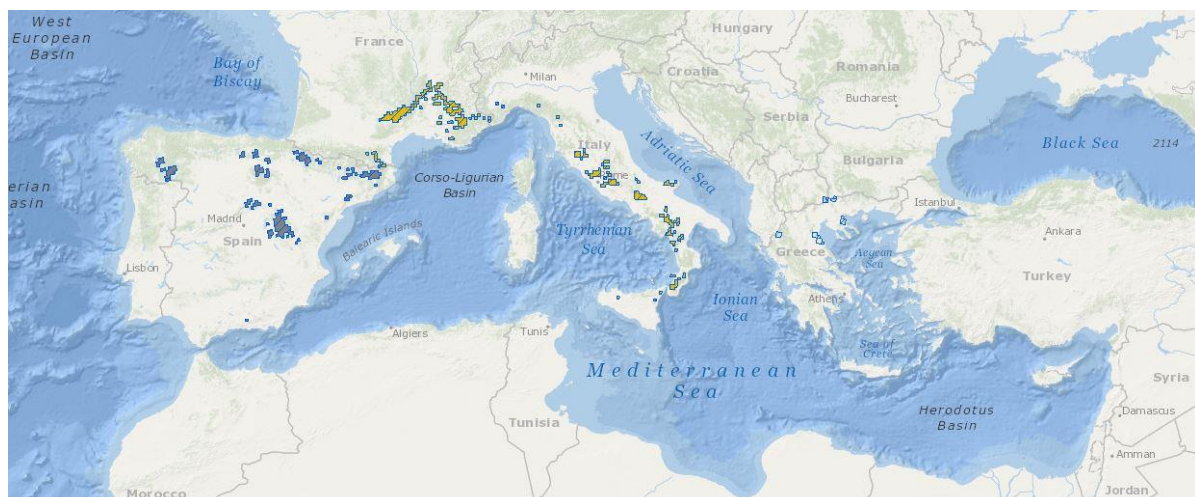 West
European
Basin
France
Hungary
Bay of
Biscay
Milan
Croatia
Romania
Bucharest
Serbia
Italy
Adriatic Sea
Black Sea
2114
Bulgaria
Corso-Ligurian
Basin
Istanbul
Madrid
Spain
Balearic Islands
Tyrrhenian
Sea
Ankara
Greece
Aegean
Sea
Turkey
Lisbon
Ionian
Sea
Athens
Algiers
Tunis
Sea of
Crete
Mediterranean
Sea
Syria
Herodotus
Basin
Damascus
Tunisia
Amman
Morocco
Jordan